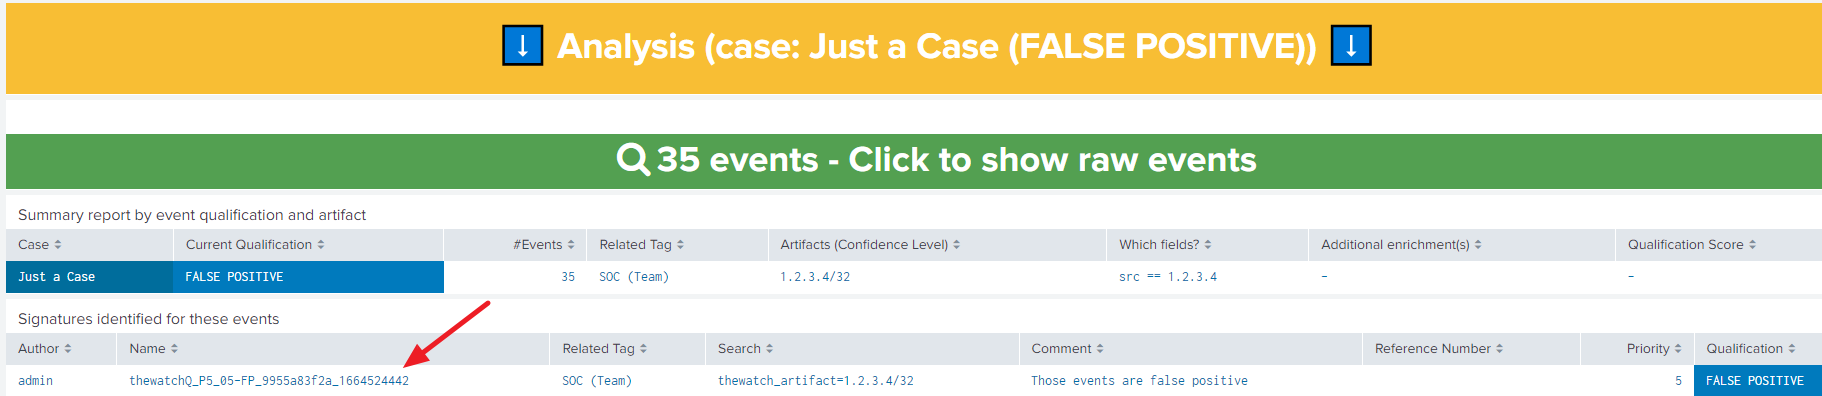 Analysis (case: Just a Case (FALSE POSITIVE))
35 events - Click to show raw events
Summary report by event qualification and artifact
Case Current Qualification #Events Related Tag Artifacts (Confidence Level) Which fields? Additional enrichment(s) Qualification Score
Just a Case FALSE POSITIVE 35 SOC (Team) 1.2.3.4/32 src == 1.2.3.4 - -
Signatures identified for these events
Author Name Related Tag Search Comment Reference Number Priority Qualification
admin thewatchQ_P5_05-FP_9955a83f2a_1664524442 SOC (Team) thewatch_artifact=1.2.3.4/32 Those events are false positive 5 FALSE POSITIVE